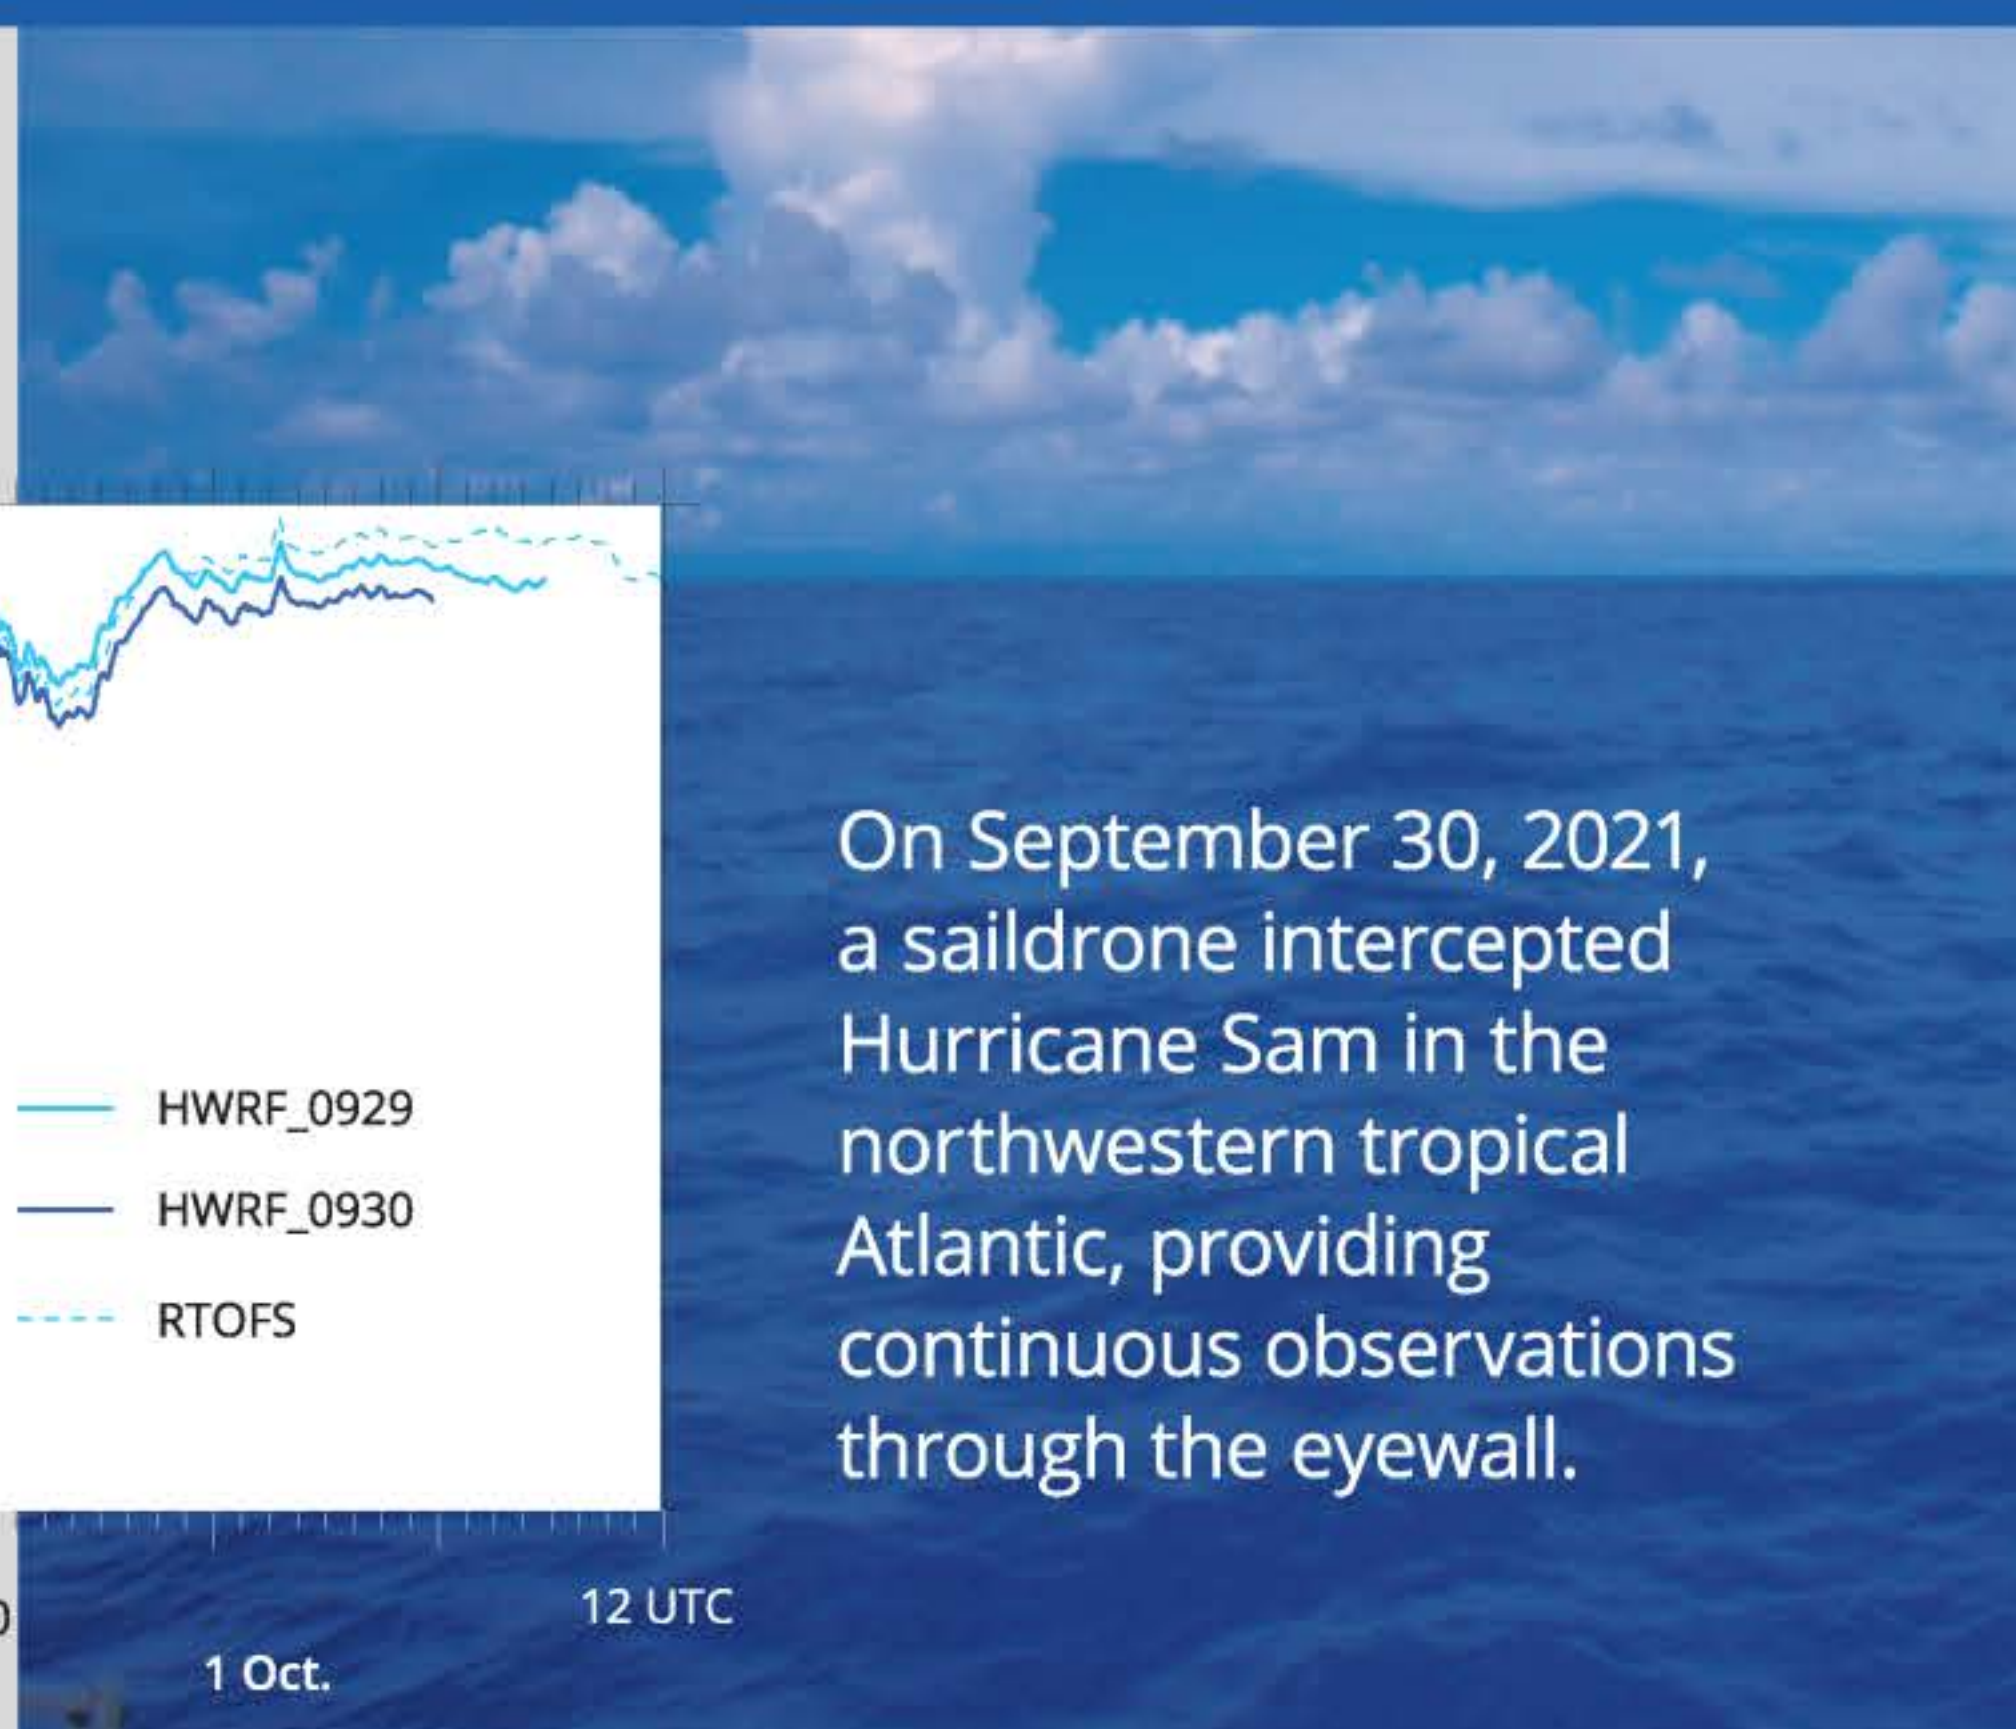 HWRF_0929
HWRF_0930
RTOFS
12 UTC
1 Oct.
On September 30, 2021,
a saildrone intercepted
Hurricane Sam in the
northwestern tropical
Atlantic, providing
continuous observations
through the eyewall.